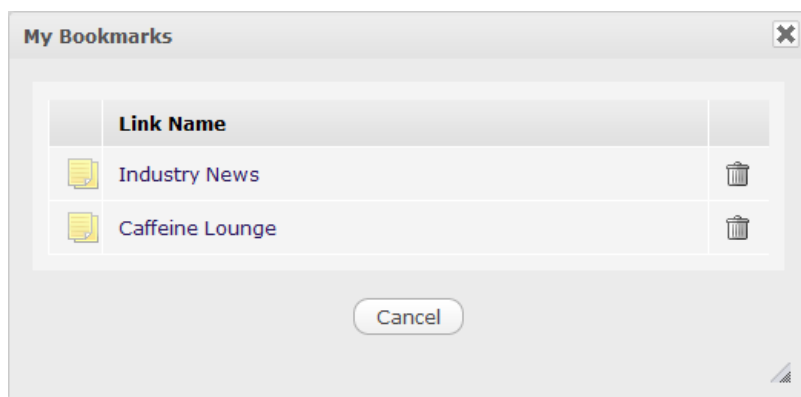 My Bookmarks
Link Name
Industry News
Caffeine Lounge
Cancel